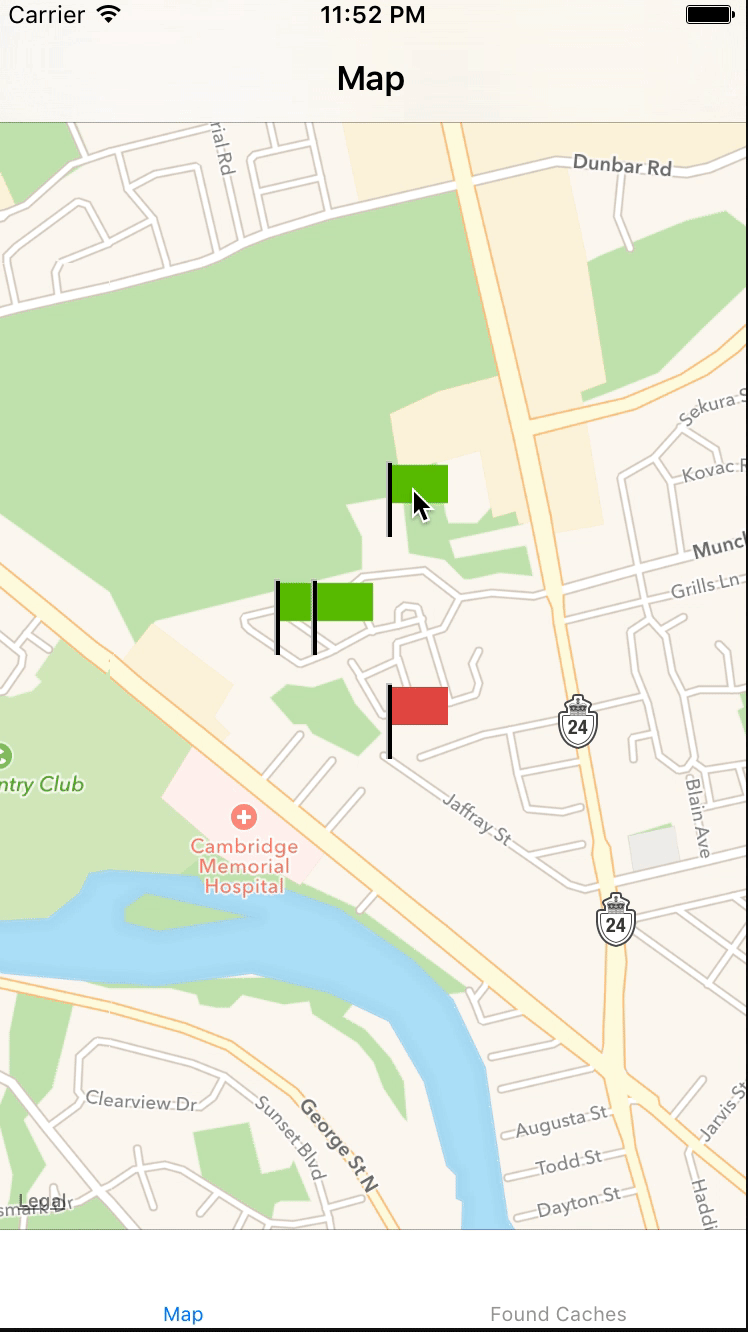 Carrier 11:52 PM
Map
rial Rd
Dunbar Rd
Sekura S
Kovac R
Munch
Grills Ln
24
ntry Club
Jaffray St
Blain Ave
Cambridge
Memorial
Hospital
24
Clearview Dr
Sunset Blvd
George St N
Augusta St
Jarvis St
Todd St
Dayton St
Haddi
Legal
smark Dr
Map Found Caches